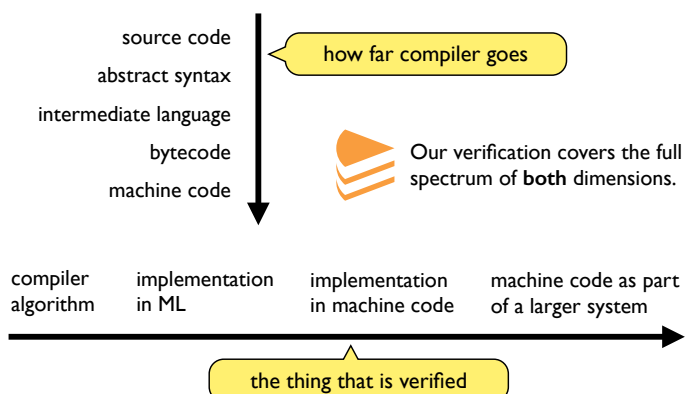 source code
how far compiler goes
abstract syntax
intermediate language
bytecode
machine code
Our verification covers the full
spectrum of both dimensions.
compiler
algorithm
implementation
in ML
implementation
in machine code
machine code as part
of a larger system
the thing that is verified